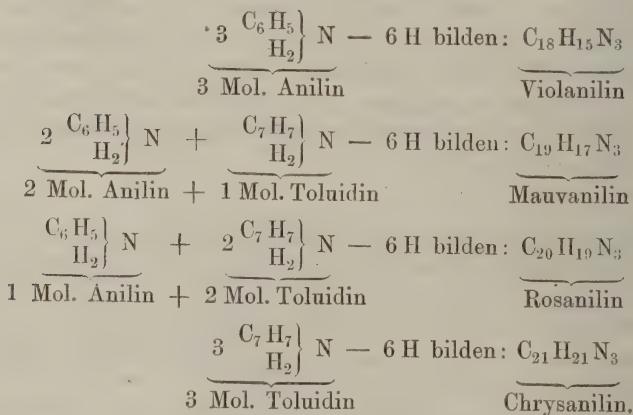 3 C₆H₅ H₂} N — 6 H bilden: C₁₈H₁₅N₃
3 Mol. Anilin Violanilin
2 C₆H₅ H₂} N + C₇H₇ H₂} N — 6 H bilden: C₁₉H₁₇N₃
2 Mol. Anilin + 1 Mol. Toluidin Mauvanilin
C₆H₅ H₂} N + 2 C₇H₇ H₂} N — 6 H bilden: C₂₀H₁₉N₃
1 Mol. Anilin + 2 Mol. Toluidin Rosanilin
3 C₇H₇ H₂} N — 6 H bilden: C₂₁H₂₁N₃
3 Mol. Toluidin Chrysanilin.